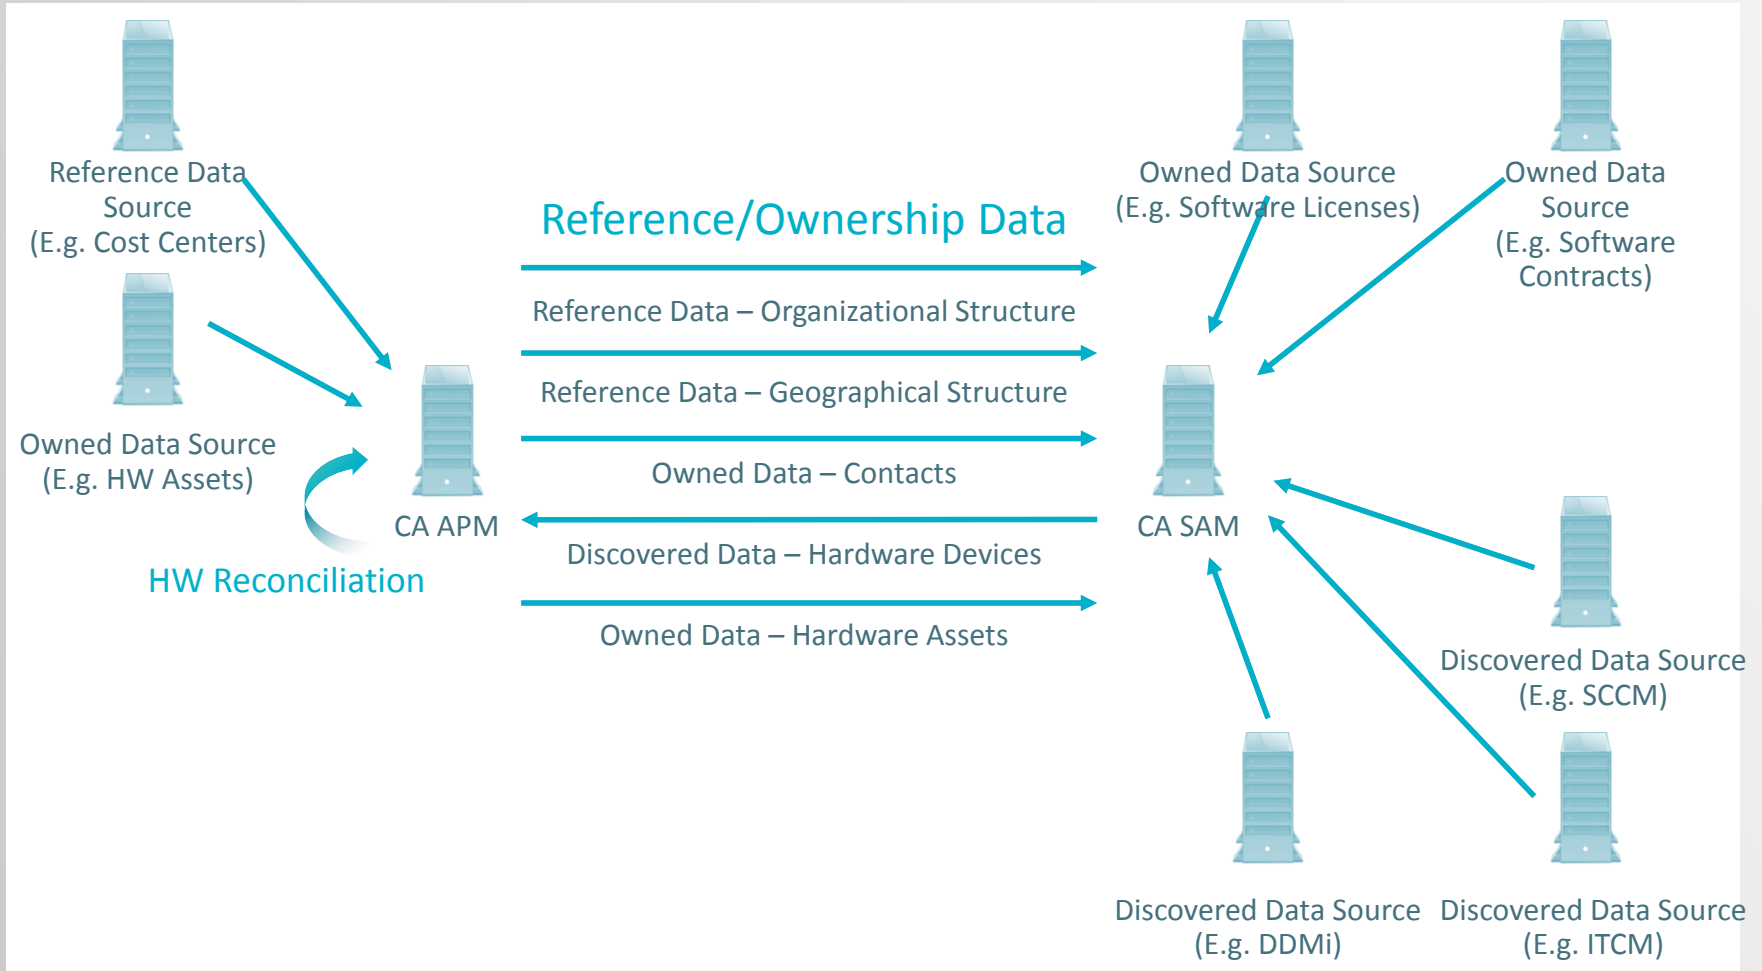 Reference Data
Source
(E.g. Cost Centers)
Owned Data Source
(E.g. HW Assets)
HW Reconciliation
CA APM
Reference/Ownership Data
Reference Data – Organizational Structure
Reference Data – Geographical Structure
Owned Data – Contacts
Discovered Data – Hardware Devices
Owned Data – Hardware Assets
Owned Data Source
(E.g. Software Licenses)
Owned Data
Source
(E.g. Software
Contracts)
CA SAM
Discovered Data Source
(E.g. SCCM)
Discovered Data Source
(E.g. DDMi)
Discovered Data Source
(E.g. ITCM)